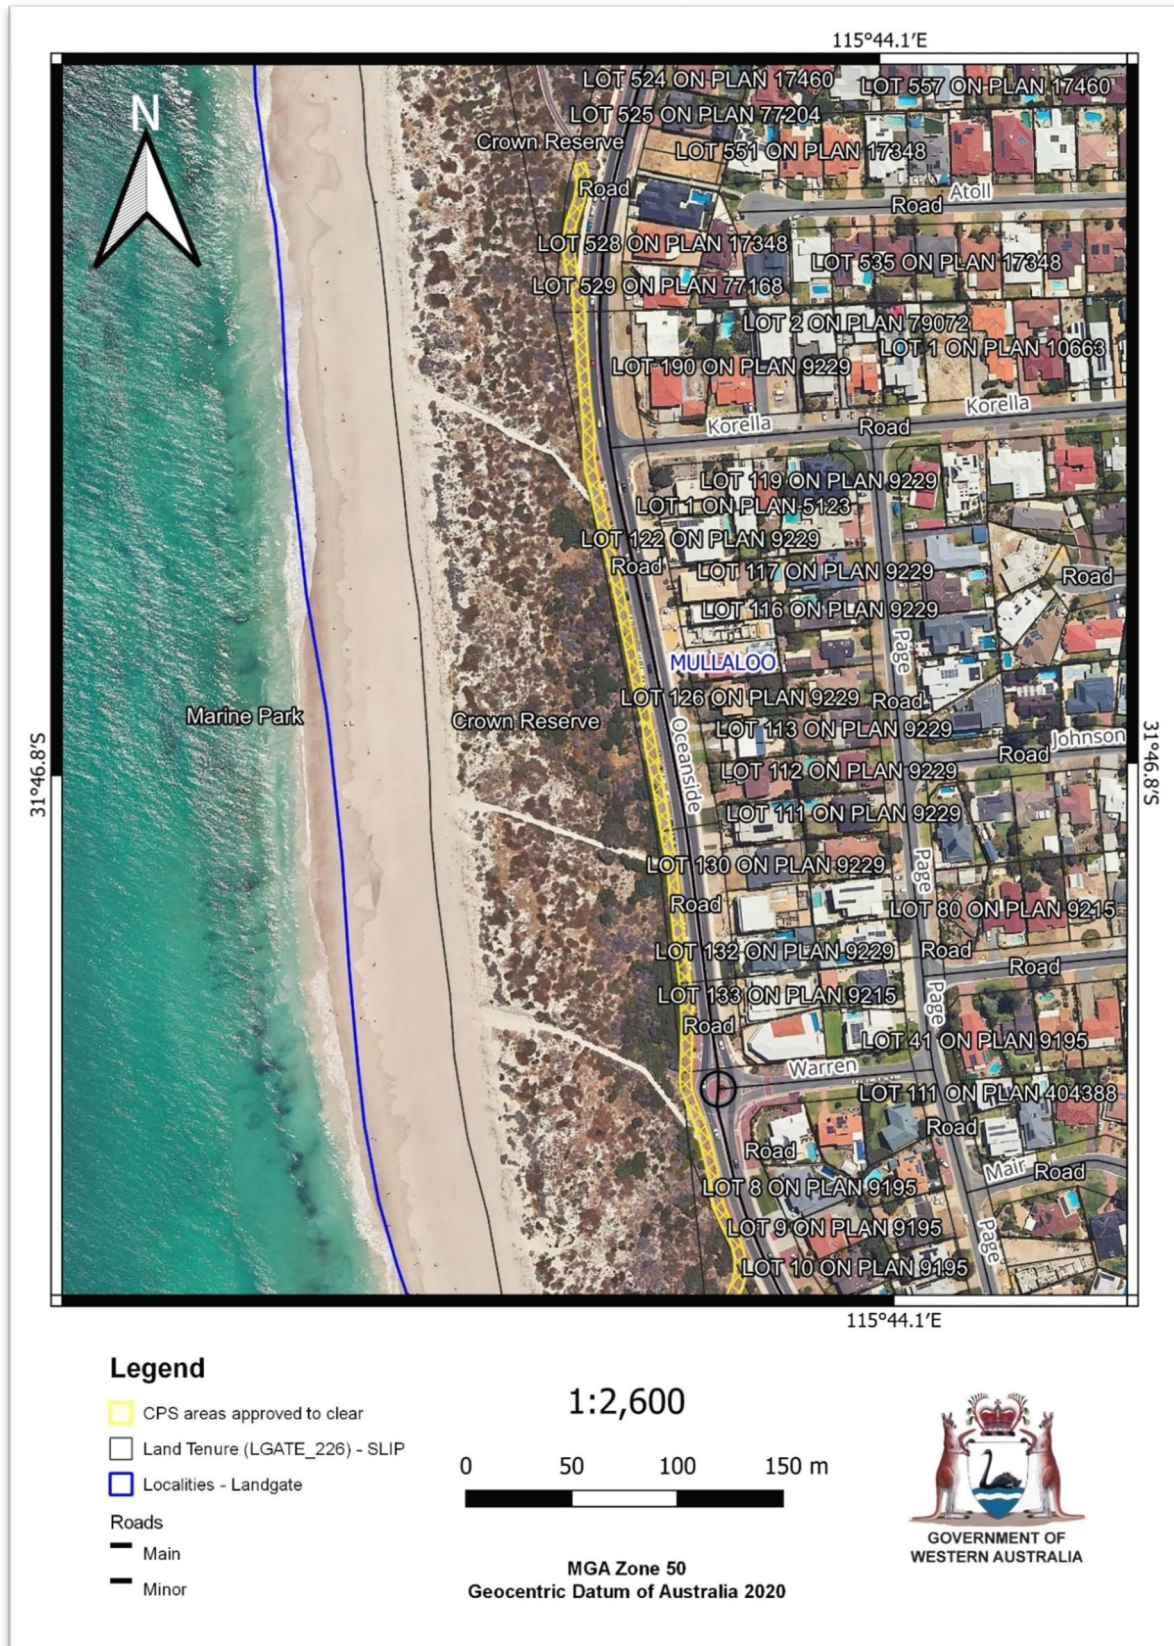 115°44.1'E
N
LOT 524 ON PLAN 17460
LOT 557 ON PLAN 17460
LOT 525 ON PLAN 77204
Crown Reserve
LOT 551 ON PLAN 17348
Road
Atoll
Road
LOT 528 ON PLAN 17348
LOT 535 ON PLAN 17348
LOT 529 ON PLAN 77168
LOT 2 ON PLAN 79072
LOT 1 ON PLAN 10663
LOT 190 ON PLAN 9229
Korella
Korella
Road
LOT 119 ON PLAN 9229
LOT 1 ON PLAN 5123
LOT 122 ON PLAN 9229
Road
LOT 117 ON PLAN 9229
Road
LOT 116 ON PLAN 9229
Page
MULLALOO
LOT 126 ON PLAN 9229
Road
Marine Park
Crown Reserve
LOT 113 ON PLAN 9229
Johnson
Road
Oceanside
31°46.8'S
31°46.8'S
LOT 112 ON PLAN 9229
LOT 111 ON PLAN 9229
LOT 130 ON PLAN 9229
Page
Road
LOT 80 ON PLAN 9215
LOT 132 ON PLAN 9229
Road
Road
LOT 133 ON PLAN 9215
Page
Road
LOT 41 ON PLAN 9195
Warren
LOT 111 ON PLAN 404388
Road
Road
Mair
Road
LOT 8 ON PLAN 9195
LOT 9 ON PLAN 9195
Page
LOT 10 ON PLAN 9195
115°44.1'E
Legend
CPS areas approved to clear
Land Tenure (LGATE_226) - SLIP
Localities - Landgate
Roads
Main
Minor
1:2,600
0 50 100 150 m
MGA Zone 50
Geocentric Datum of Australia 2020
GOVERNMENT OF
WESTERN AUSTRALIA